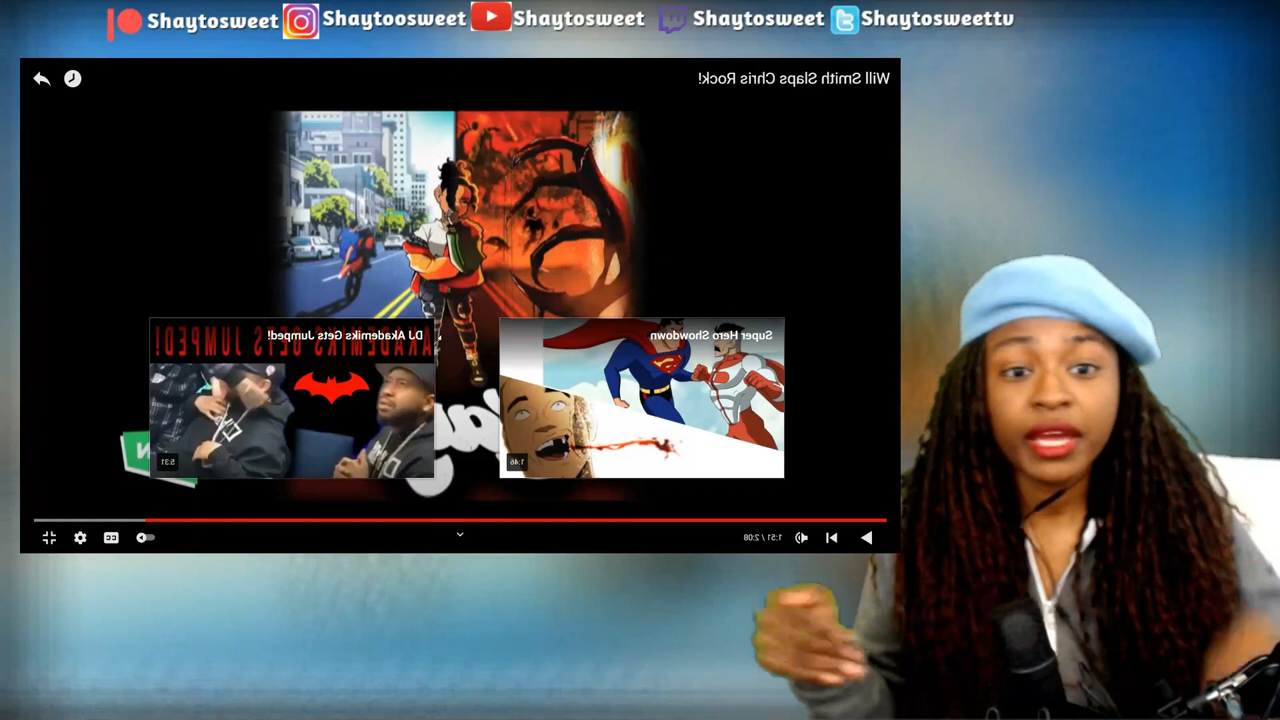 Shaytosweet Shaytoosweet Shaytosweet Shaytosweet Shaytosweettv
Will Smith Slaps Chris Rock!
DJ Akademiks Gets Jumped!
AKADEMIKS GETS JUMPED!
Super Hero Showdown
5:31
1:46
CC
1:51 / 2:08